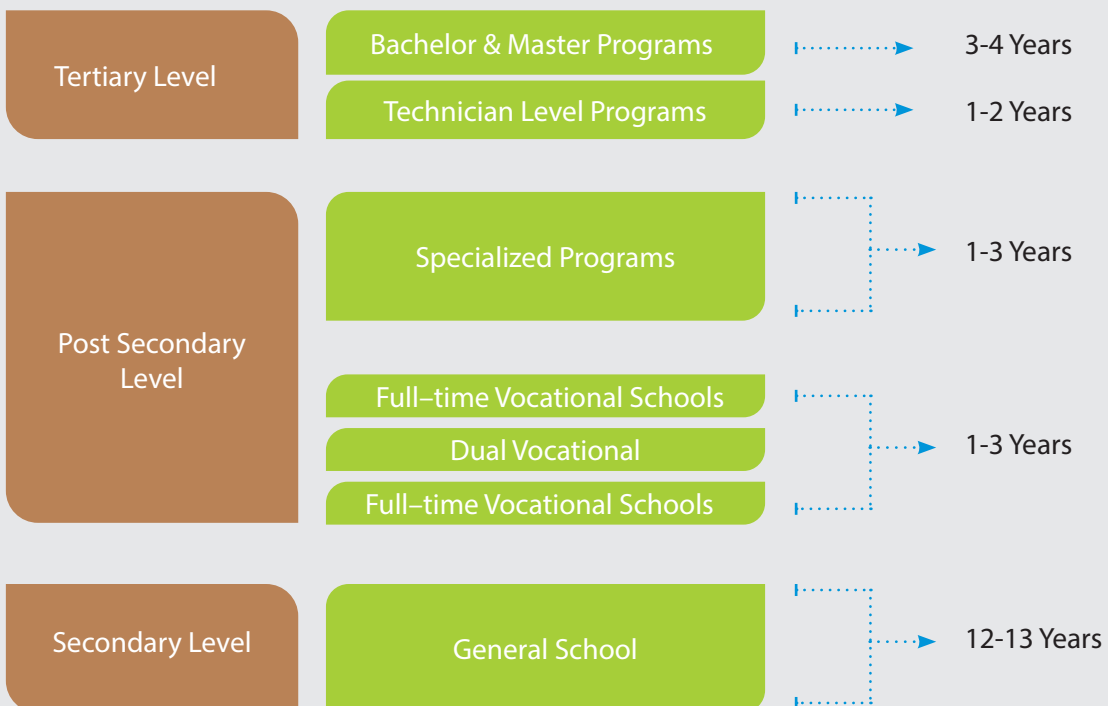 Tertiary Level
Bachelor & Master Programs
3-4 Years
Technician Level Programs
1-2 Years
Post Secondary
Level
Specialized Programs
1-3 Years
Full–time Vocational Schools
Dual Vocational
1-3 Years
Full–time Vocational Schools
Secondary Level
General School
12-13 Years